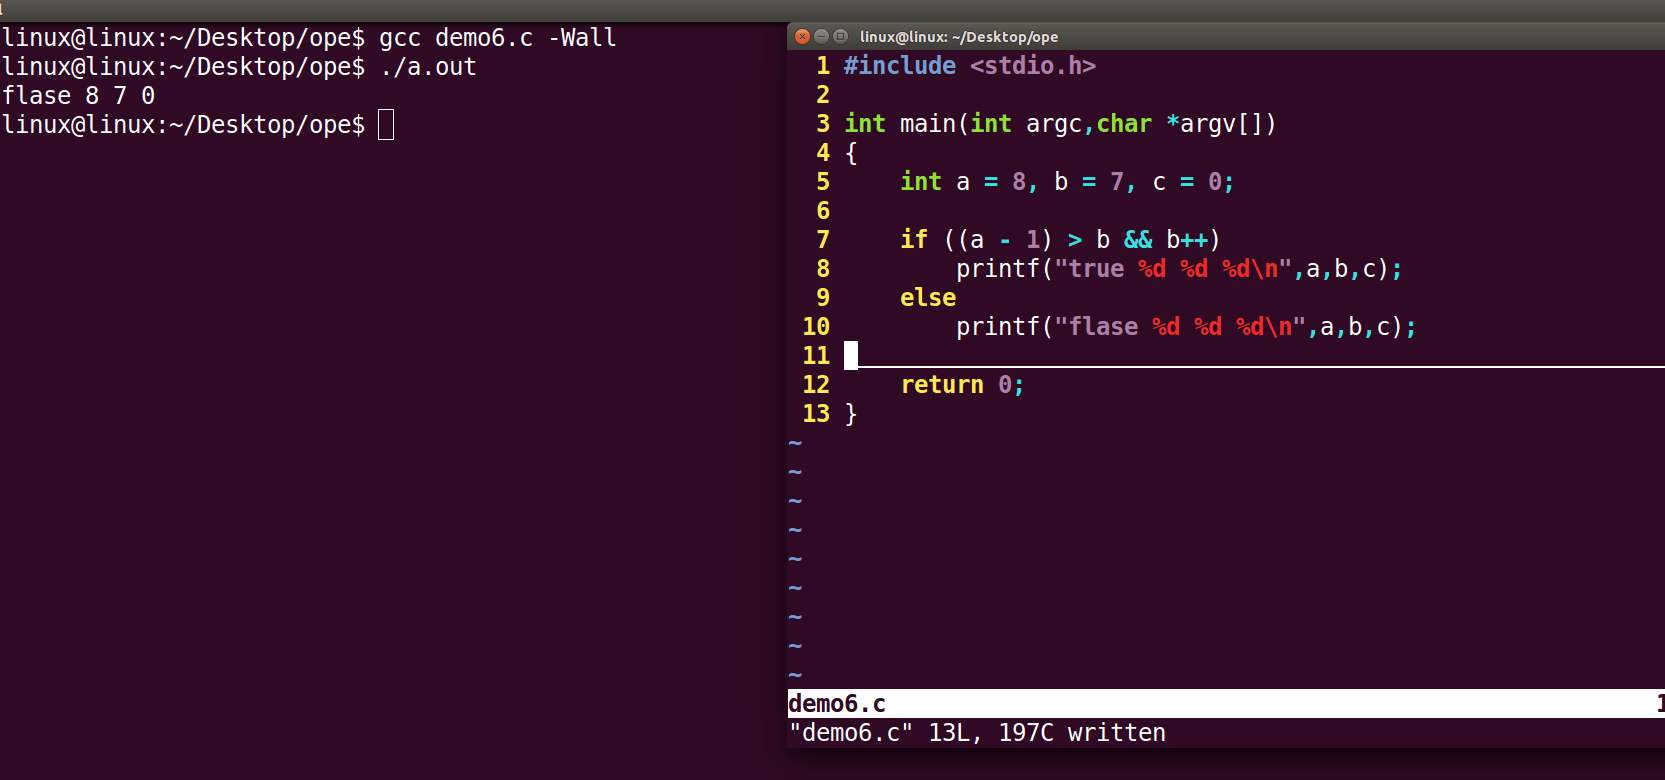 linux@linux:~/Desktop/ope$ gcc demo6.c -Wall
linux@linux:~/Desktop/ope$ ./a.out
flase 8 7 0
linux@linux:~/Desktop/ope$
linux@linux: ~/Desktop/ope
1 #include <stdio.h>
2
3 int main(int argc,char *argv[])
4 {
5     int a = 8, b = 7, c = 0;
6
7     if ((a - 1) > b && b++)
8         printf("true %d %d %d\n",a,b,c);
9     else
10         printf("flase %d %d %d\n",a,b,c);
11
12     return 0;
13 }
~
~
~
~
~
~
~
~
~
demo6.c 1
"demo6.c" 13L, 197C written